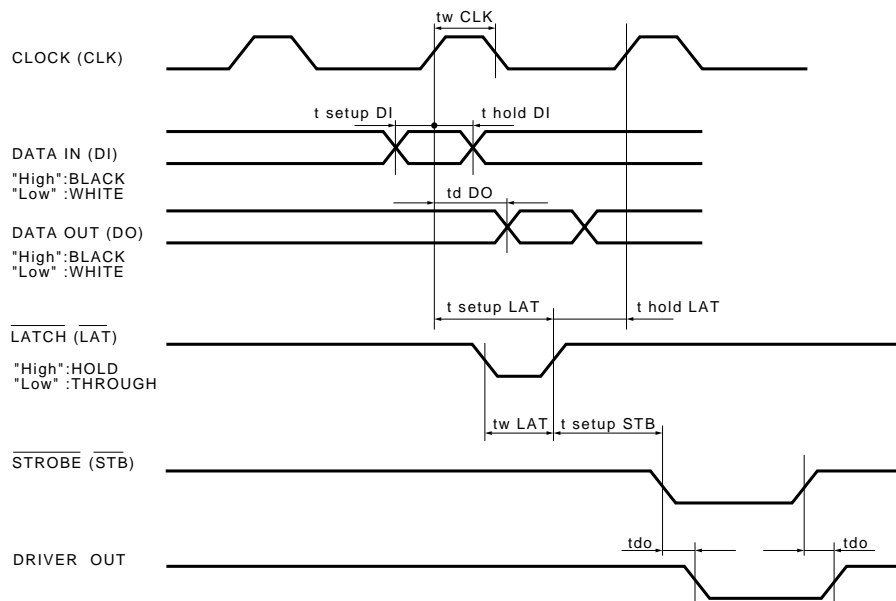 tw CLK
CLOCK (CLK)
t setup DI
t hold DI
DATA IN (DI)
"High":BLACK
"Low" :WHITE
td DO
DATA OUT (DO)
"High":BLACK
"Low" :WHITE
t setup LAT
t hold LAT
LATCH (LAT)
"High":HOLD
"Low" :THROUGH
tw LAT
t setup STB
STROBE (STB)
tdo
tdo
DRIVER OUT